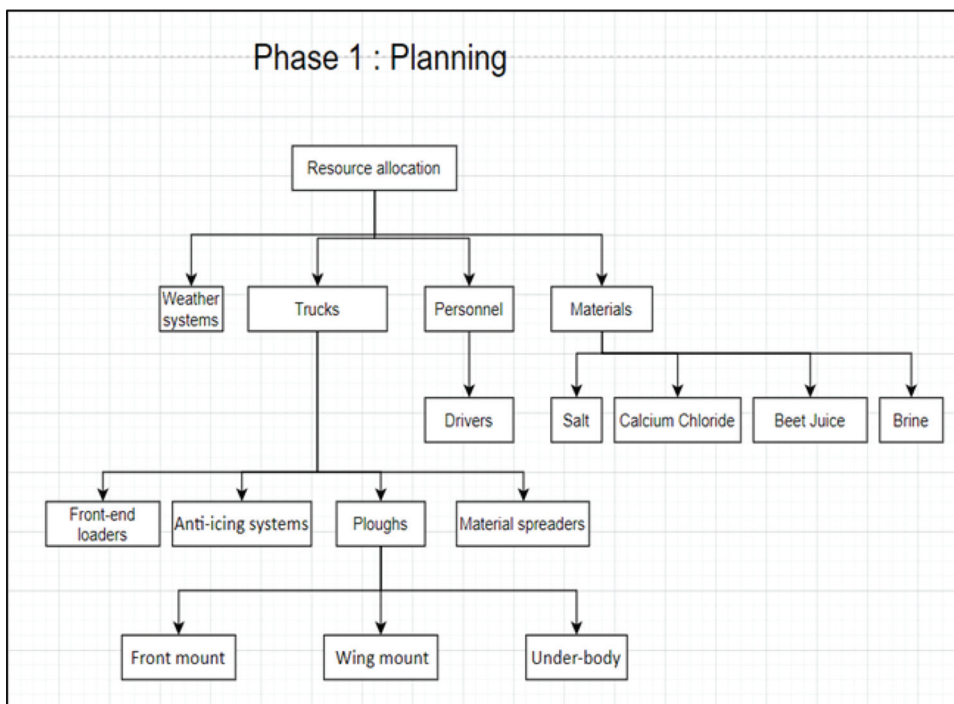 Phase 1 : Planning
Resource allocation
Weather
systems
Trucks
Personnel
Materials
Drivers
Salt
Calcium Chloride
Beet Juice
Brine
Front-end
loaders
Anti-icing systems
Ploughs
Material spreaders
Front mount
Wing mount
Under-body